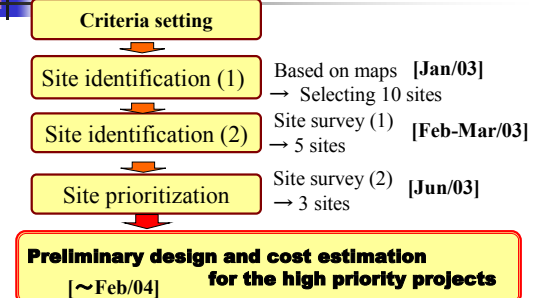 Criteria setting
Site identification (1)
Based on maps [Jan/03]
→ Selecting 10 sites
Site identification (2)
Site survey (1)
→ 5 sites
[Feb-Mar/03]
Site prioritization
Site survey (2)
→ 3 sites
[Jun/03]
Preliminary design and cost estimation
for the high priority projects
[～Feb/04]